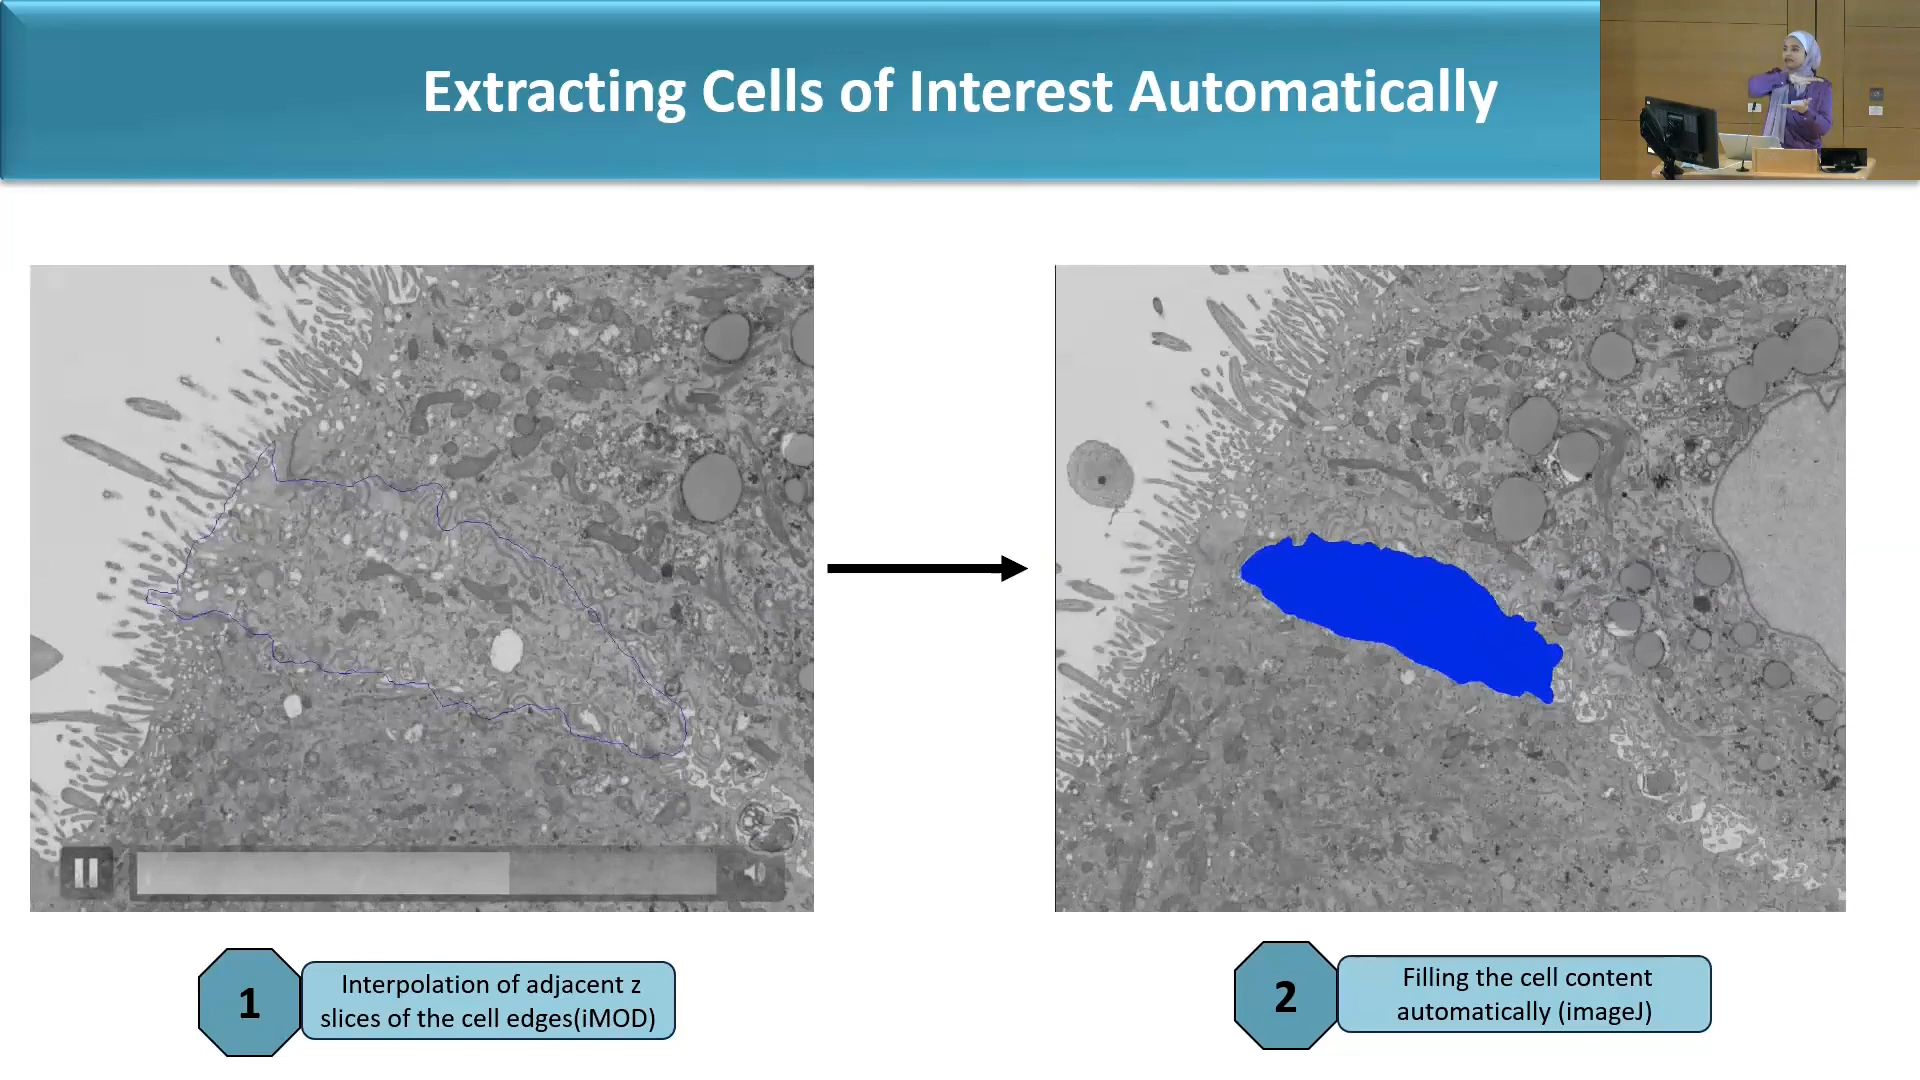 Extracting Cells of Interest Automatically
1
Interpolation of adjacent z
slices of the cell edges(iMOD)
2
Filling the cell content
automatically (imageJ)